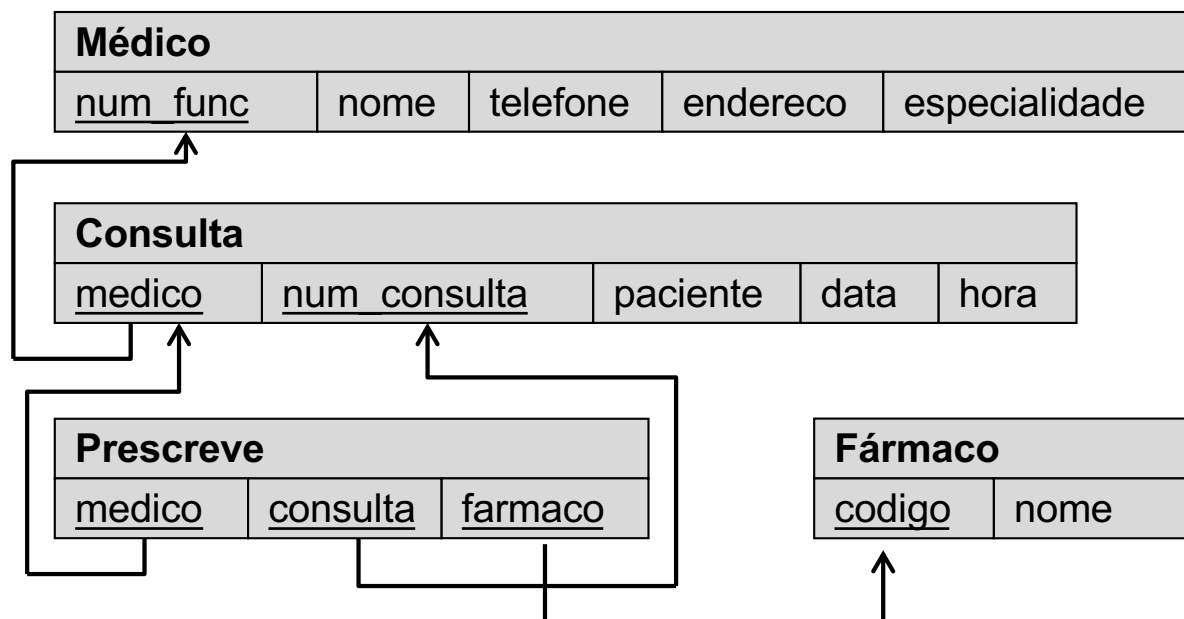 Médico
num_func nome telefone endereco especialidade
Consulta
medico num_consulta paciente data hora
Prescreve
medico consulta farmaco
Fármaco
codigo nome